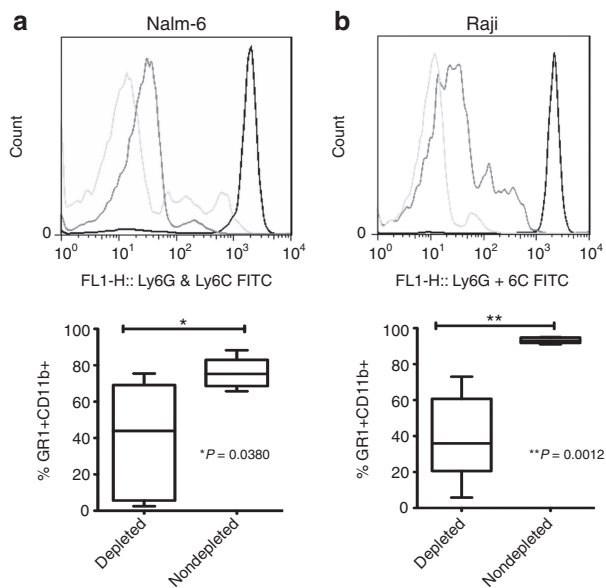 a
Nalm-6
Count
0
10^0 10^1 10^2 10^3 10^4
FL1-H:: Ly6G & Ly6C FITC
% GR1+CD11b+
100
80
60
40
20
0
*
*P = 0.0380
Depleted
Nondepleted
b
Raji
Count
0
10^0 10^1 10^2 10^3 10^4
FL1-H:: Ly6G + 6C FITC
% GR1+CD11b+
100
80
60
40
20
0
**
**P = 0.0012
Depleted
Nondepleted